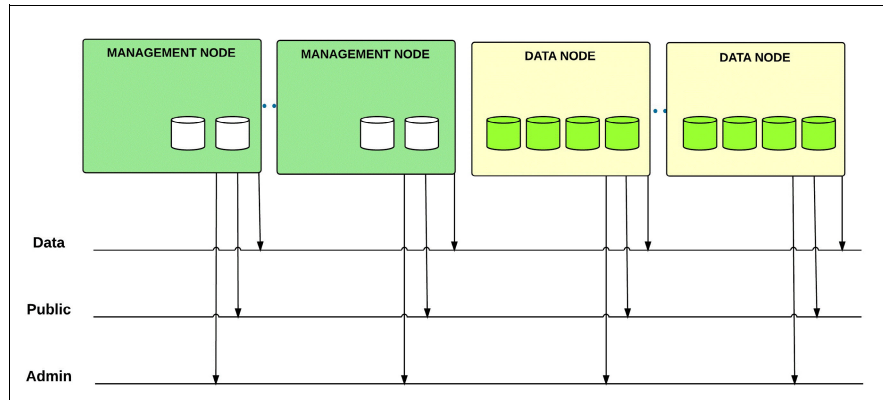 MANAGEMENT NODE
MANAGEMENT NODE
DATA NODE
DATA NODE
Data
Public
Admin